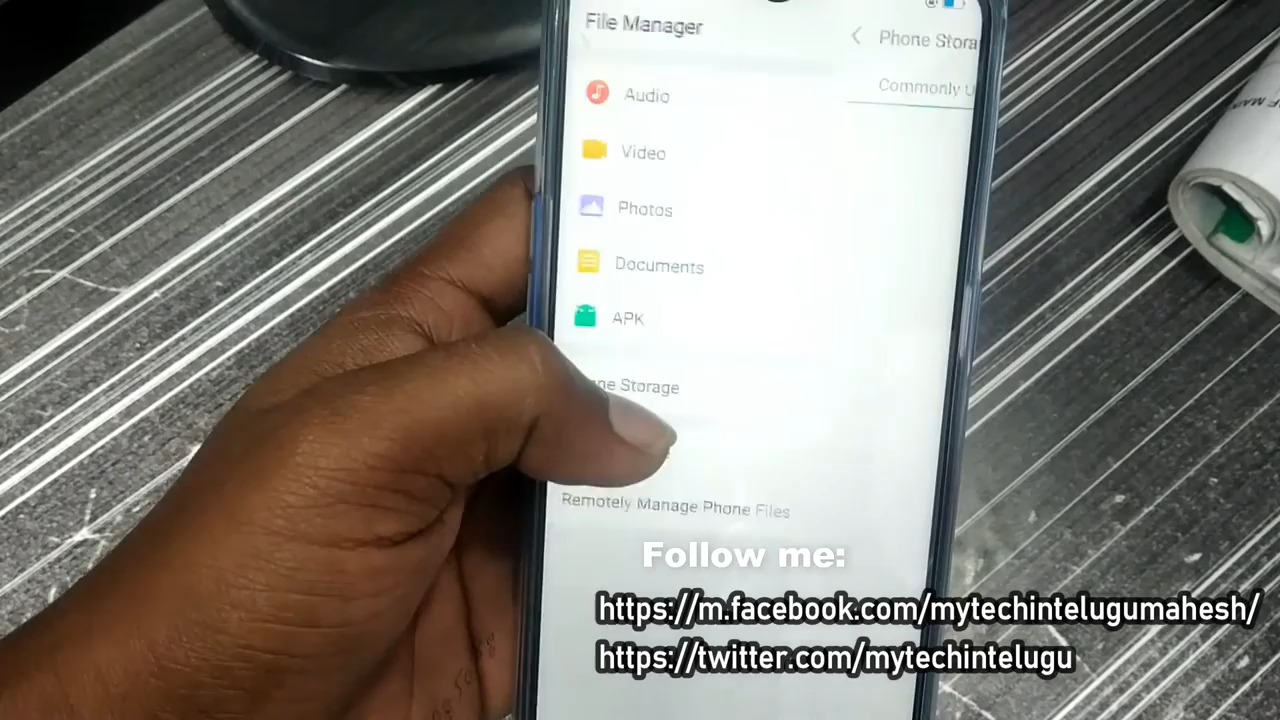 File Manager
Phone Stora
Commonly U
Audio
Video
Photos
Documents
APK
ne Storage
Remotely Manage Phone Files
Follow me:
https://m.facebook.com/mytechintelugumahesh/
https://twitter.com/mytechintelugu